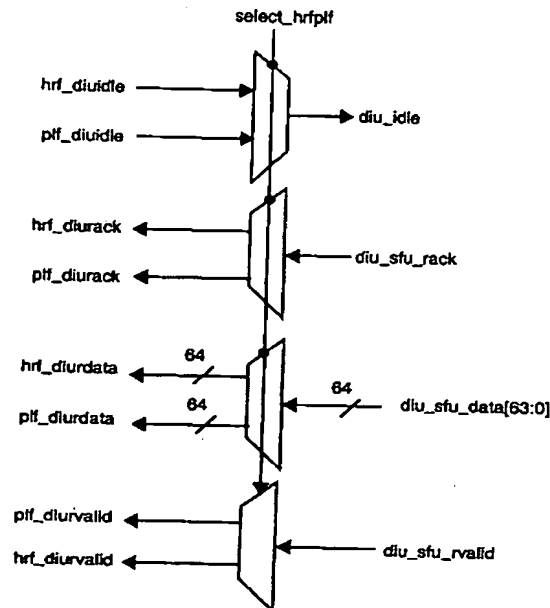 select_hrfplf
hrf_diuidle
diu_idle
plf_diuidle
hrf_diurack
diu_sfu_rack
plf_diurack
hrf_diurdata
64
64
diu_sfu_data[63:0]
plf_diurdata
64
plf_diurvalid
diu_sfu_rvalid
hrf_diurvalid